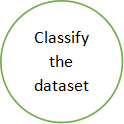 Classify
the
dataset